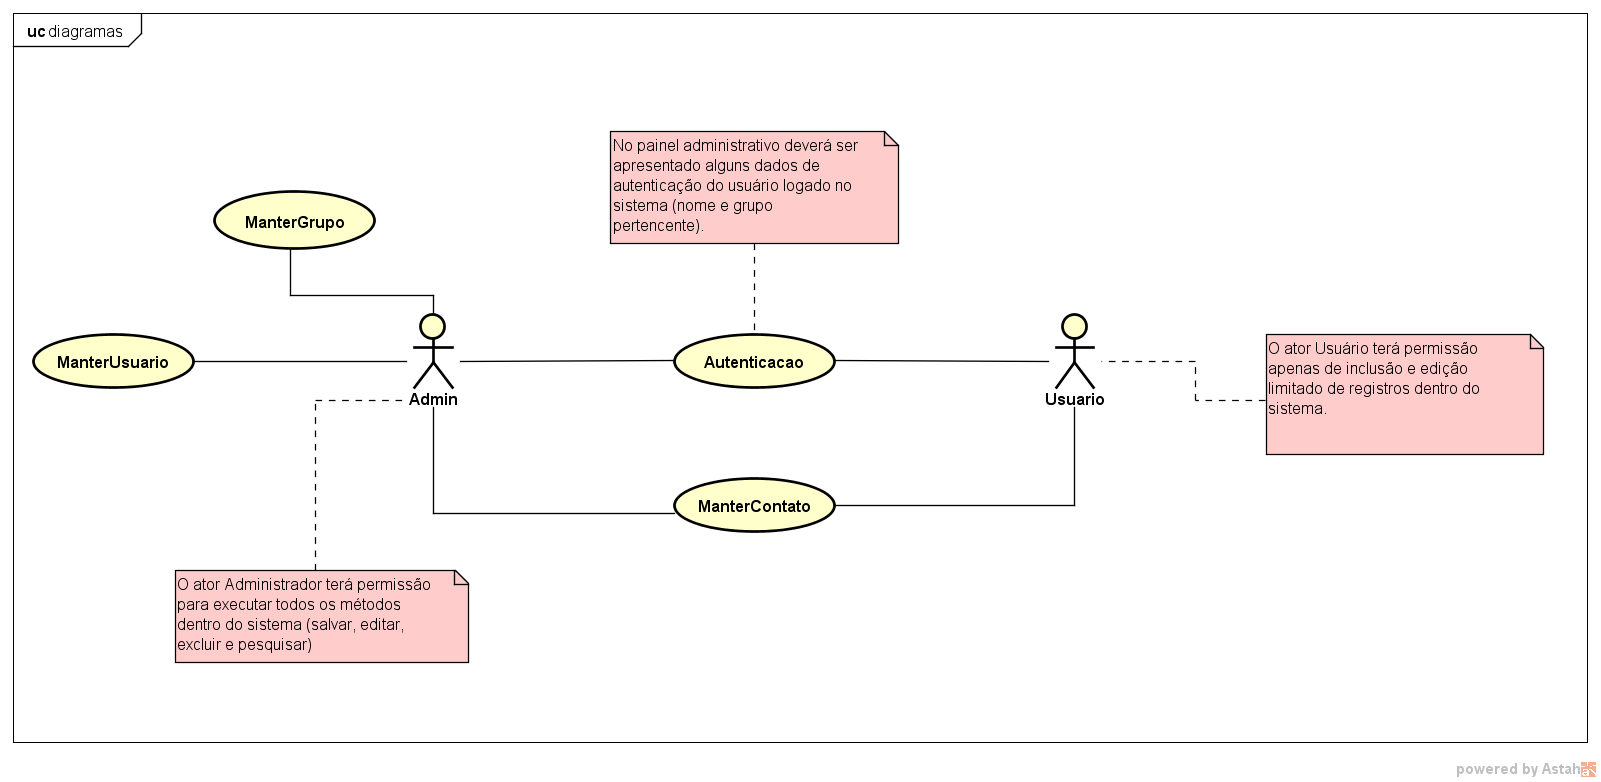 uc diagramas
No painel administrativo deverá ser
apresentado alguns dados de
autenticação do usuário logado no
sistema (nome e grupo
pertencente).
ManterGrupo
ManterUsuario
Admin
Autenticacao
Usuario
O ator Usuário terá permissão
apenas de inclusão e edição
limitado de registros dentro do
sistema.
ManterContato
O ator Administrador terá permissão
para executar todos os métodos
dentro do sistema (salvar, editar,
excluir e pesquisar)
powered by Astah